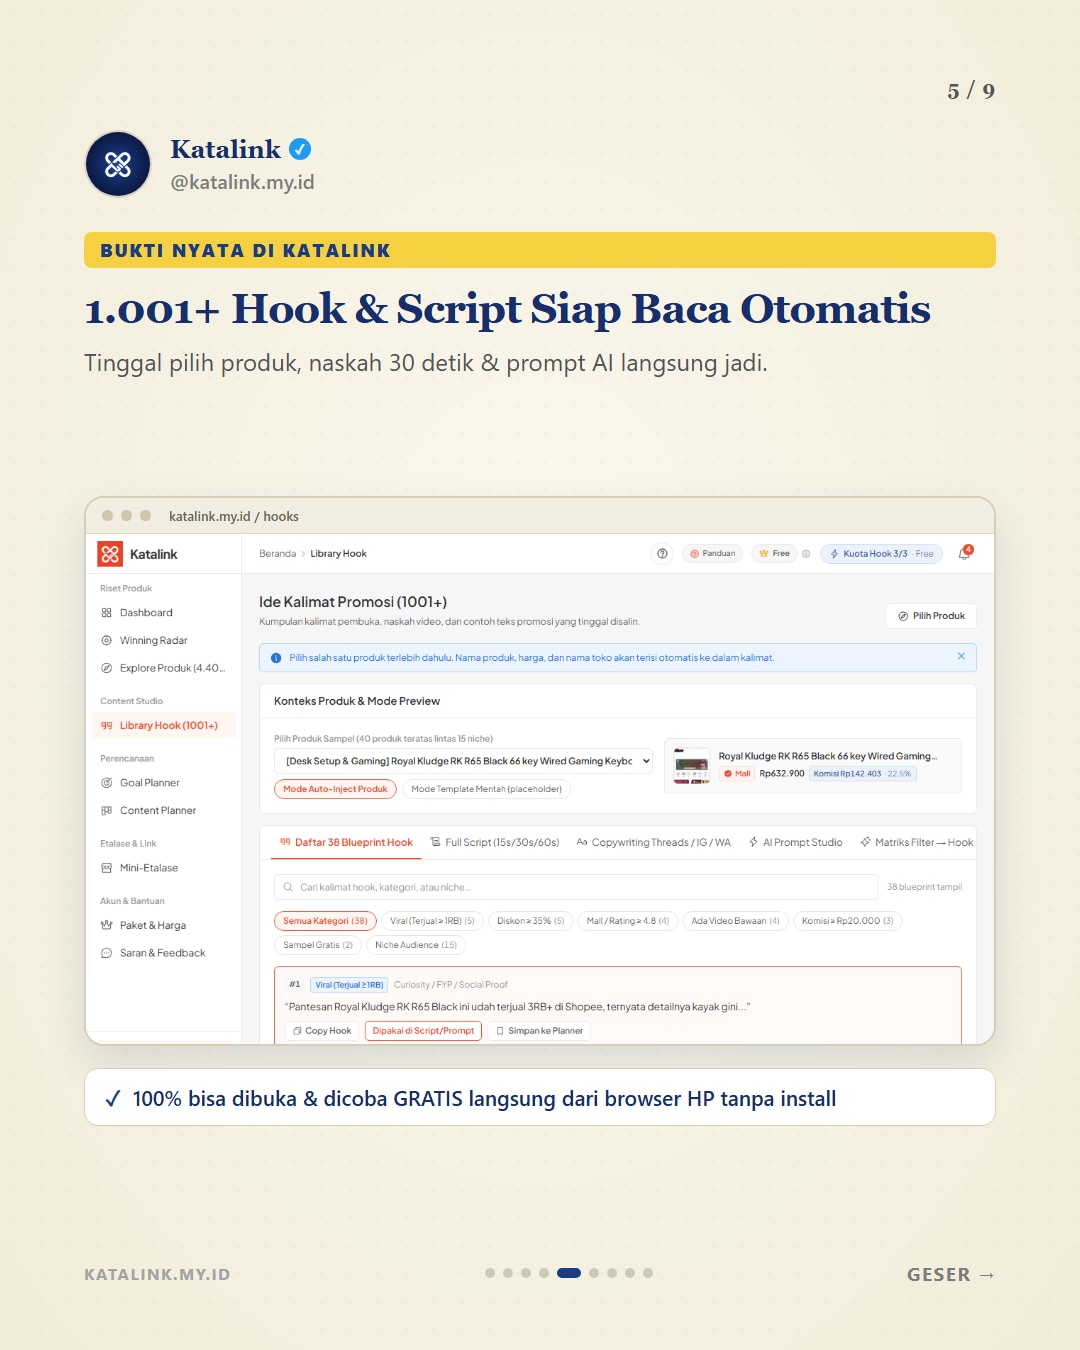 5 / 9
Katalink
@katalink.my.id
BUKTI NYATA DI KATALINK
1.001+ Hook & Script Siap Baca Otomatis
Tinggal pilih produk, naskah 30 detik & prompt AI langsung jadi.
katalink.my.id / hooks
Katalink
Beranda > Library Hook
Panduan
Free
Kuota Hook 3/3 · Free
4
Riset Produk
Dashboard
Winning Radar
Explore Produk (4.40...
Content Studio
Library Hook (1001+)
Perencanaan
Goal Planner
Content Planner
Etalase & Link
Mini-Etalase
Akun & Bantuan
Paket & Harga
Saran & Feedback
Ide Kalimat Promosi (1001+)
Kumpulan kalimat pembuka, naskah video, dan contoh teks promosi yang tinggal disalin.
Pilih Produk
Pilih salah satu produk terlebih dahulu. Nama produk, harga, dan nama toko akan terisi otomatis ke dalam kalimat.
Konteks Produk & Mode Preview
Pilih Produk Sampel (40 produk teratas lintas 15 niche)
[Desk Setup & Gaming] Royal Kludge RK R65 Black 66 key Wired Gaming Keybc
Mode Auto-Inject Produk
Mode Template Mentah {placeholder}
Royal Kludge RK R65 Black 66 key Wired Gaming...
Mall
Rp632.900
Komisi Rp142.403 · 22,5%
Daftar 38 Blueprint Hook
Full Script (15s/30s/60s)
Aa Copywriting Threads / IG / WA
AI Prompt Studio
Matriks Filter → Hook
Cari kalimat hook, kategori, atau niche...
38 blueprint tampil
Semua Kategori (38)
Viral (Terjual ≥ 1RB) (5)
Diskon ≥ 35% (5)
Mall / Rating ≥ 4.8 (4)
Ada Video Bawaan (4)
Komisi ≥ Rp20.000 (3)
Sampel Gratis (2)
Niche Audience (15)
#1
Viral (Terjual ≥ 1RB)
Curiosity / FYP / Social Proof
"Pantesan Royal Kludge RK R65 Black ini udah terjual 3RB+ di Shopee, ternyata detailnya kayak gini..."
Copy Hook
Dipakai di Script/Prompt
Simpan ke Planner
✓ 100% bisa dibuka & dicoba GRATIS langsung dari browser HP tanpa install
KATALINK.MY.ID
GESER →